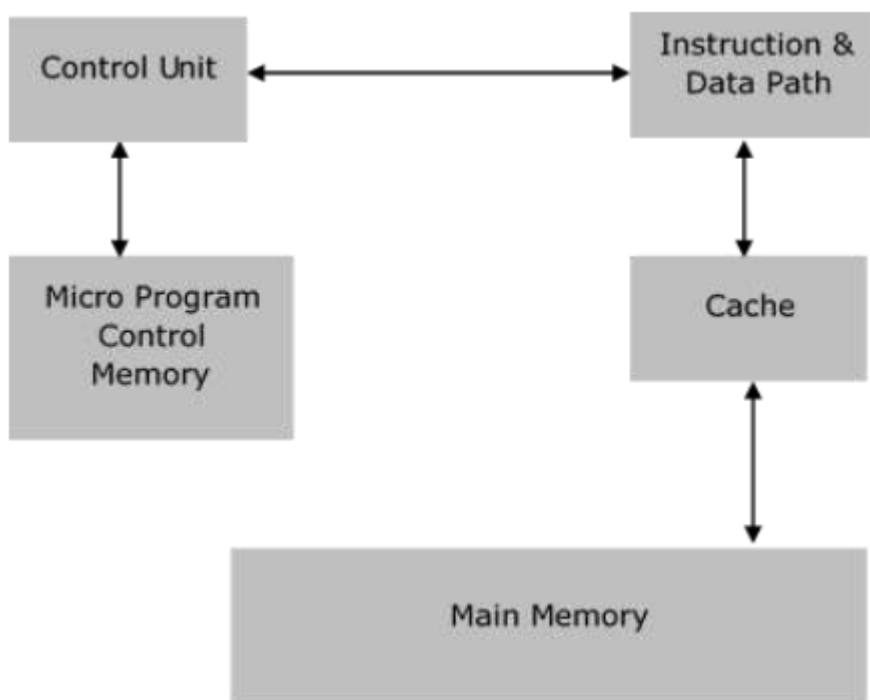 Control Unit
Instruction &
Data Path
Micro Program
Control
Memory
Cache
Main Memory